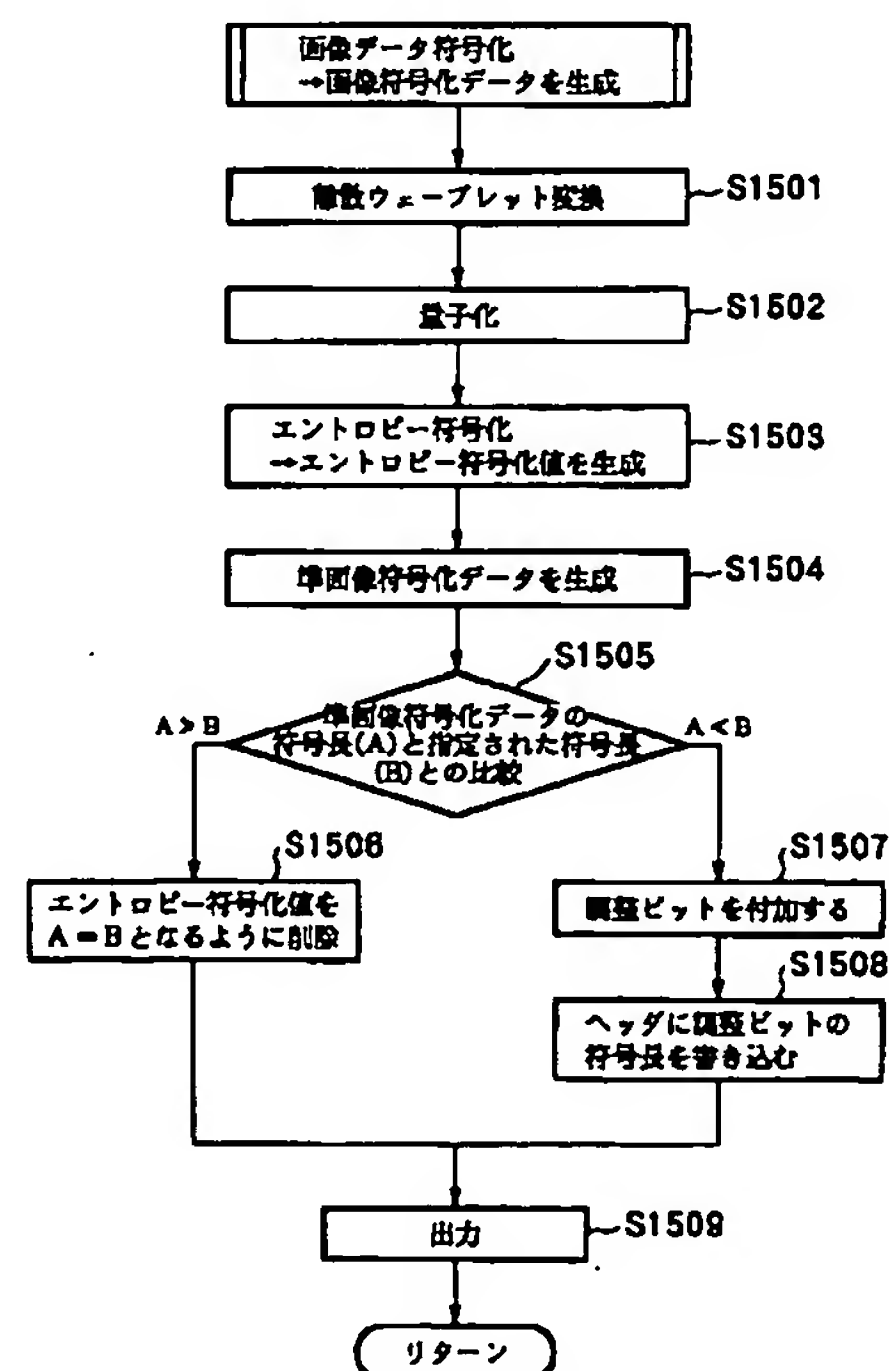 画像データ符号化
→画像符号化データを生成
離散ウェーブレット変換
S1501
量子化
S1502
エントロピー符号化
→エントロピー符号化値を生成
S1503
準画像符号化データを生成
S1504
S1505
A>B
準画像符号化データの
符号長(A)と指定された符号長
(B)との比較
A<B
S1506
エントロピー符号化値を
A=Bとなるように削除
S1507
調整ビットを付加する
S1508
ヘッダに調整ビットの
符号長を書き込む
出力
S1509
リターン